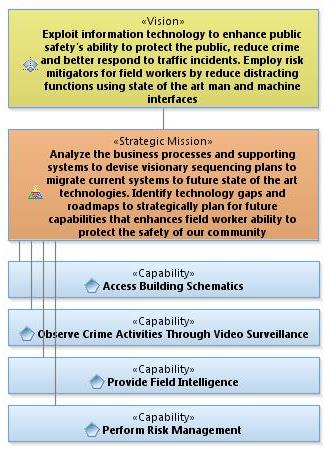 «Vision»
Exploit information technology to enhance public
safety's ability to protect the public, reduce crime
and better respond to traffic incidents. Employ risk
mitigators for field workers by reduce distracting
functions using state of the art man and machine
interfaces
«Strategic Mission»
Analyze the business processes and supporting
systems to devise visionary sequencing plans to
migrate current systems to future state of the art
technologies. Identify technology gaps and
roadmaps to strategically plan for future
capabilities that enhances field worker ability to
protect the safety of our community
«Capability»
Access Building Schematics
«Capability»
Observe Crime Activities Through Video Surveillance
«Capability»
Provide Field Intelligence
«Capability»
Perform Risk Management